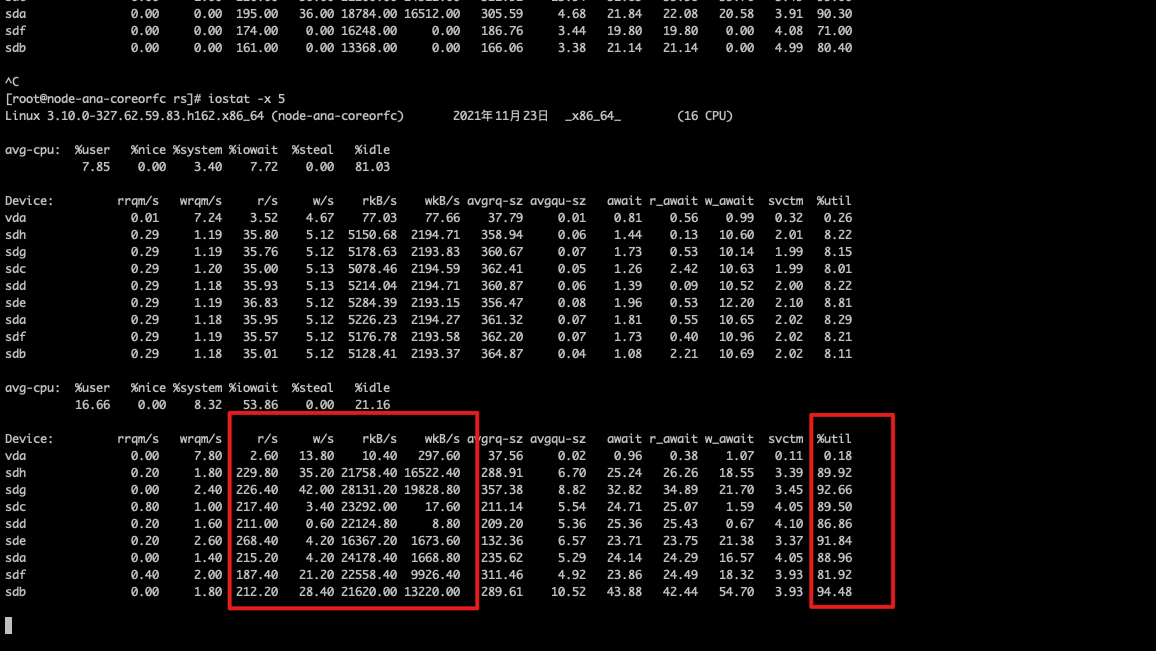 sda 0.00 0.00 195.00 36.00 18784.00 16512.00 305.59 4.68 21.84 22.08 20.58 3.91 90.30
sdf 0.00 0.00 174.00 0.00 16248.00 0.00 186.76 3.44 19.80 19.80 0.00 4.08 71.00
sdb 0.00 0.00 161.00 0.00 13368.00 0.00 166.06 3.38 21.14 21.14 0.00 4.99 80.40
^C
[root@node-ana-coreorfc rs]# iostat -x 5
Linux 3.10.0-327.62.59.83.h162.x86_64 (node-ana-coreorfc) 2021年11月23日 _x86_64_ (16 CPU)
avg-cpu: %user %nice %system %iowait %steal %idle
7.85 0.00 3.40 7.72 0.00 81.03
Device: rrqm/s wrqm/s r/s w/s rkB/s wkB/s avgrq-sz avgqu-sz await r_await w_await svctm %util
vda 0.01 7.24 3.52 4.67 77.03 77.66 37.79 0.01 0.81 0.56 0.99 0.32 0.26
sdh 0.29 1.19 35.80 5.12 5150.68 2194.71 358.94 0.06 1.44 0.13 10.60 2.01 8.22
sdg 0.29 1.19 35.76 5.12 5178.63 2193.83 360.67 0.07 1.73 0.53 10.14 1.99 8.15
sdc 0.29 1.20 35.00 5.13 5078.46 2194.59 362.41 0.05 1.26 2.42 10.63 1.99 8.01
sdd 0.29 1.18 35.93 5.13 5214.04 2194.71 360.87 0.06 1.39 0.09 10.52 2.00 8.22
sde 0.29 1.19 36.83 5.12 5284.39 2193.15 356.47 0.08 1.96 0.53 12.20 2.10 8.81
sda 0.29 1.18 35.95 5.12 5226.23 2194.27 361.32 0.07 1.81 0.55 10.65 2.02 8.29
sdf 0.29 1.19 35.57 5.12 5176.78 2193.58 362.20 0.07 1.73 0.40 10.96 2.02 8.21
sdb 0.29 1.18 35.01 5.12 5128.41 2193.37 364.87 0.04 1.08 2.21 10.69 2.02 8.11
avg-cpu: %user %nice %system %iowait %steal %idle
16.66 0.00 8.32 53.86 0.00 21.16
Device: rrqm/s wrqm/s r/s w/s rkB/s wkB/s avgrq-sz avgqu-sz await r_await w_await svctm %util
vda 0.00 7.80 2.60 13.80 10.40 297.60 37.56 0.02 0.96 0.38 1.07 0.11 0.18
sdh 0.20 1.80 229.80 35.20 21758.40 16522.40 288.91 6.70 25.24 26.26 18.55 3.39 89.92
sdg 0.00 2.40 226.40 42.00 28131.20 19828.80 357.38 8.82 32.82 34.89 21.70 3.45 92.66
sdc 0.80 1.00 217.40 3.40 23292.00 17.60 211.14 5.54 24.71 25.07 1.59 4.05 89.50
sdd 0.20 1.60 211.00 0.60 22124.80 8.80 209.20 5.36 25.36 25.43 0.67 4.10 86.86
sde 0.20 2.60 268.40 4.20 16367.20 1673.60 132.36 6.57 23.71 23.75 21.38 3.37 91.84
sda 0.00 1.40 215.20 4.20 24178.40 1668.80 235.62 5.29 24.14 24.29 16.57 4.05 88.96
sdf 0.40 2.00 187.40 21.20 22558.40 9926.40 311.46 4.92 23.86 24.49 18.32 3.93 81.92
sdb 0.00 1.80 212.20 28.40 21620.00 13220.00 289.61 10.52 43.88 42.44 54.70 3.93 94.48